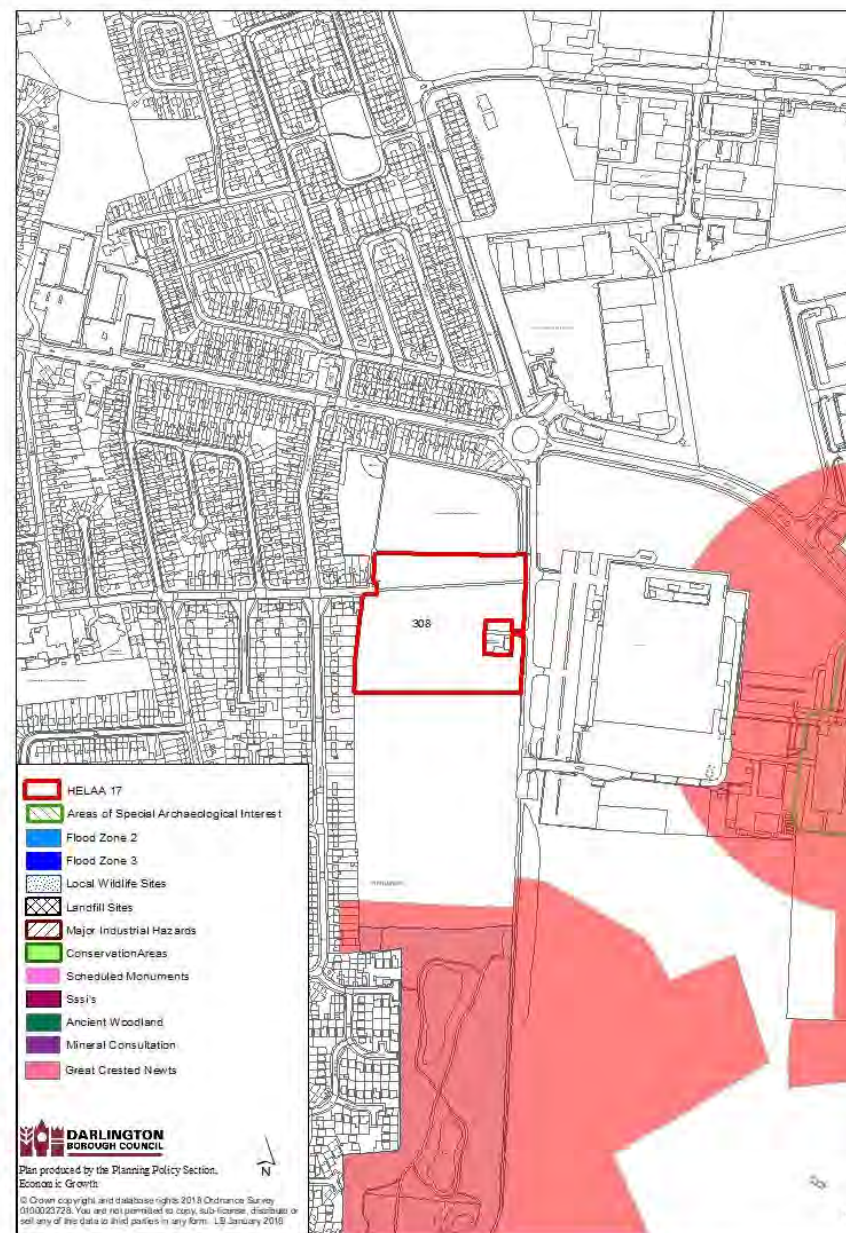 308
HELAA 17
Areas of Special Archaeological Interest
Flood Zone 2
Flood Zone 3
Local Wildlife Sites
Landfill Sites
Major Industrial Hazards
ConservationAreas
Scheduled Monuments
Sssi's
Ancient Woodland
Mineral Consultation
Great Crested Newts
DARLINGTON
BOROUGH COUNCIL
Plan produced by the Planning Policy Section,
Economic Growth
N
© Crown copyright and database rights 2018 Ordnance Survey
0100023728. You are not permitted to copy, sub-license, distribute or
sell any of this data to third parties in any form. LB January 2018